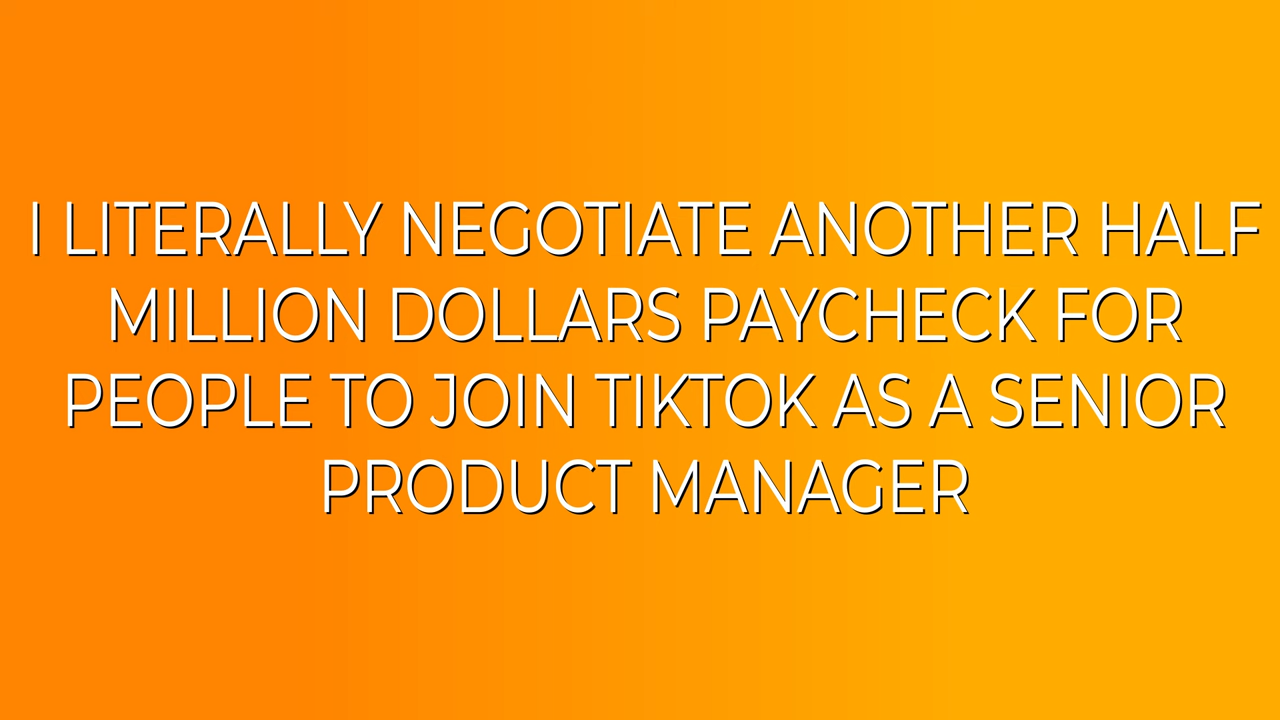 I LITERALLY NEGOTIATE ANOTHER HALF
MILLION DOLLARS PAYCHECK FOR
PEOPLE TO JOIN TIKTOK AS A SENIOR
PRODUCT MANAGER